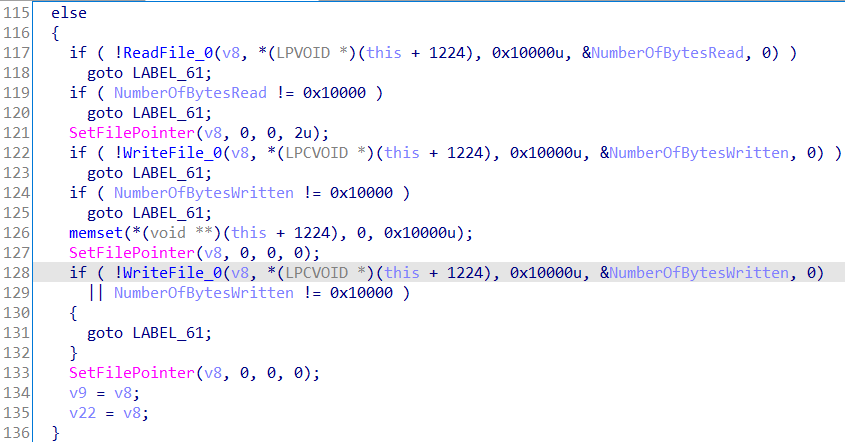 115 else
116 {
117 if ( !ReadFile_0(v8, *(LPVOID *)(this + 1224), 0x10000u, &NumberOfBytesRead, 0) )
118 goto LABEL_61;
119 if ( NumberOfBytesRead != 0x10000 )
120 goto LABEL_61;
121 SetFilePointer(v8, 0, 0, 2u);
122 if ( !WriteFile_0(v8, *(LPCVOID *)(this + 1224), 0x10000u, &NumberOfBytesWritten, 0) )
123 goto LABEL_61;
124 if ( NumberOfBytesWritten != 0x10000 )
125 goto LABEL_61;
126 memset(*(void **)(this + 1224), 0, 0x10000u);
127 SetFilePointer(v8, 0, 0, 0);
128 if ( !WriteFile_0(v8, *(LPCVOID *)(this + 1224), 0x10000u, &NumberOfBytesWritten, 0)
129 || NumberOfBytesWritten != 0x10000 )
130 {
131 goto LABEL_61;
132 }
133 SetFilePointer(v8, 0, 0, 0);
134 v9 = v8;
135 v22 = v8;
136 }